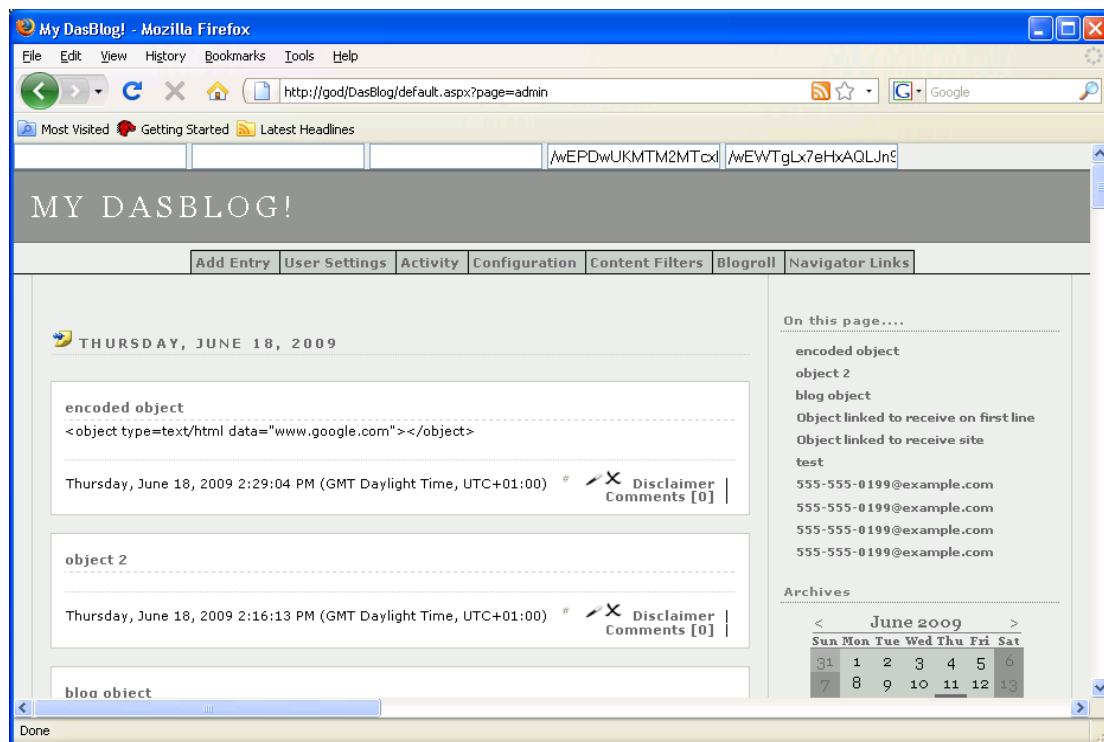 My DasBlog! - Mozilla Firefox
File Edit View History Bookmarks Tools Help
http://god/DasBlog/default.aspx?page=admin
G Google
Most Visited Getting Started Latest Headlines
/wEPDwUKMTM2MTcxl /wEWTgLx7eHxAQLJn9
MY DASBLOG!
Add Entry User Settings Activity Configuration Content Filters Blogroll Navigator Links
THURSDAY, JUNE 18, 2009
encoded object
<object type=text/html data="www.google.com"></object>
Thursday, June 18, 2009 2:29:04 PM (GMT Daylight Time, UTC+01:00) # Disclaimer |
Comments [0] |
object 2
Thursday, June 18, 2009 2:16:13 PM (GMT Daylight Time, UTC+01:00) # Disclaimer |
Comments [0] |
blog object
On this page....
encoded object
object 2
blog object
Object linked to receive on first line
Object linked to receive site
test
555-555-0199@example.com
555-555-0199@example.com
555-555-0199@example.com
555-555-0199@example.com
Archives
< June 2009 >
Sun Mon Tue Wed Thu Fri Sat
31 1 2 3 4 5 6
7 8 9 10 11 12 13
Done